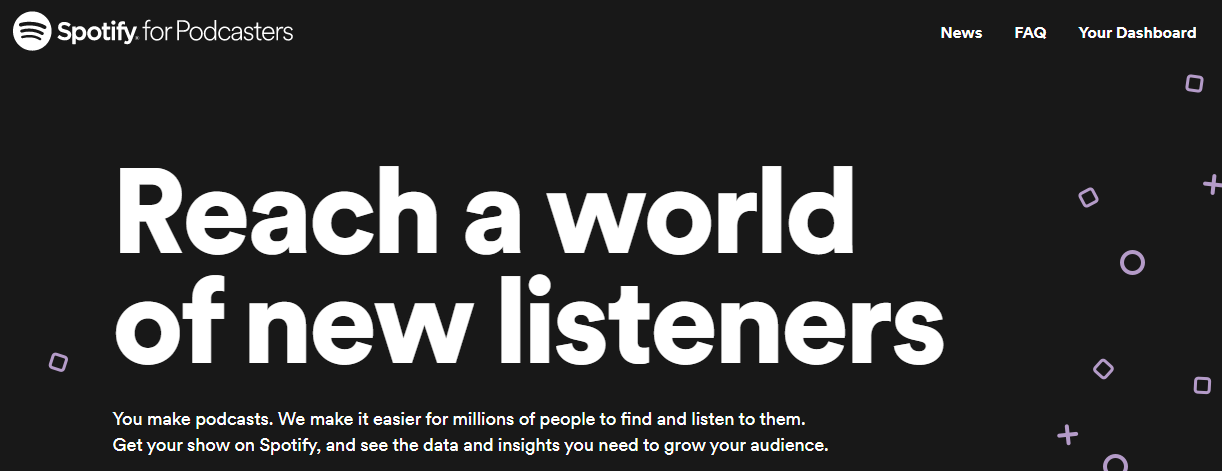 Spotify for Podcasters
News FAQ Your Dashboard
Reach a world
of new listeners
You make podcasts. We make it easier for millions of people to find and listen to them.
Get your show on Spotify, and see the data and insights you need to grow your audience.